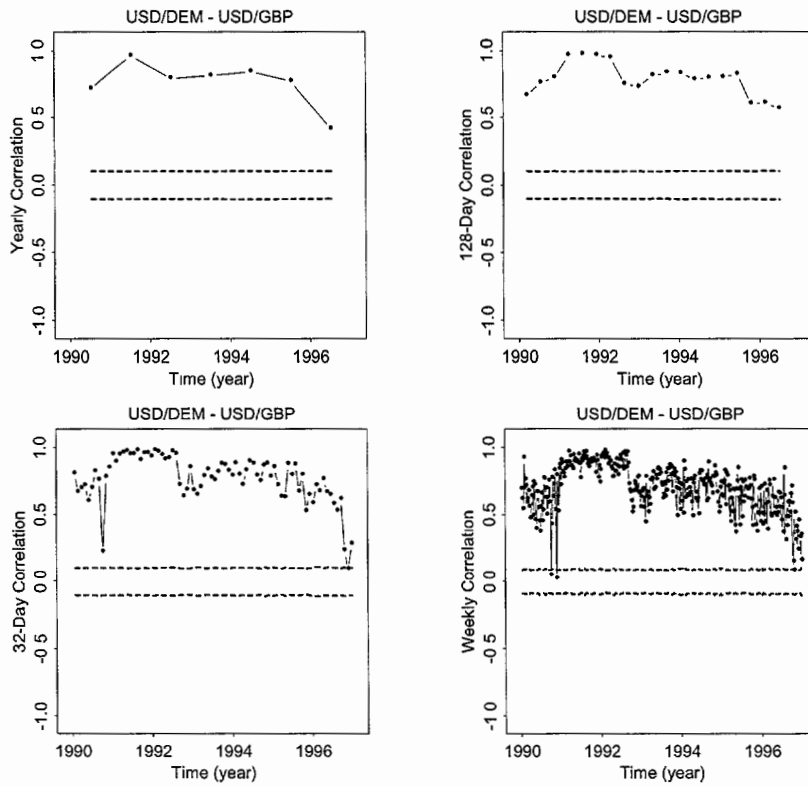 USD/DEM - USD/GBP
Yearly Correlation
1.0
0.5
0.0
-0.5
-1.0
1990 1992 1994 1996
Time (year)
USD/DEM - USD/GBP
128-Day Correlation
1.0
0.5
0.0
-0.5
-1.0
1990 1992 1994 1996
Time (year)
USD/DEM - USD/GBP
32-Day Correlation
1.0
0.5
0.0
-0.5
-1.0
1990 1992 1994 1996
Time (year)
USD/DEM - USD/GBP
Weekly Correlation
1.0
0.5
0.0
-0.5
-1.0
1990 1992 1994 1996
Time (year)